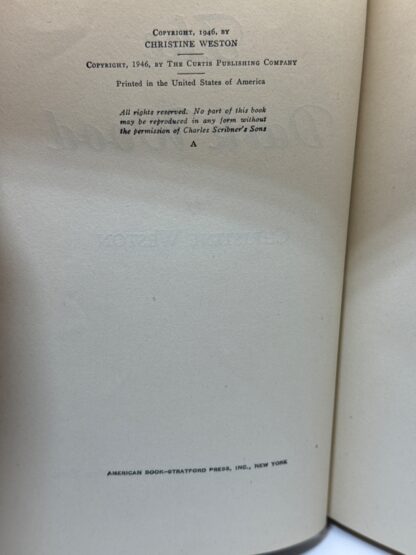 COPYRIGHT, 1946, BY
CHRISTINE WESTON
COPYRIGHT, 1946, BY THE CURTIS PUBLISHING COMPANY
Printed in the United States of America
All rights reserved. No part of this book
may be reproduced in any form without
the permission of Charles Scribner's Sons
A
AMERICAN BOOK–STRATFORD PRESS, INC., NEW YORK